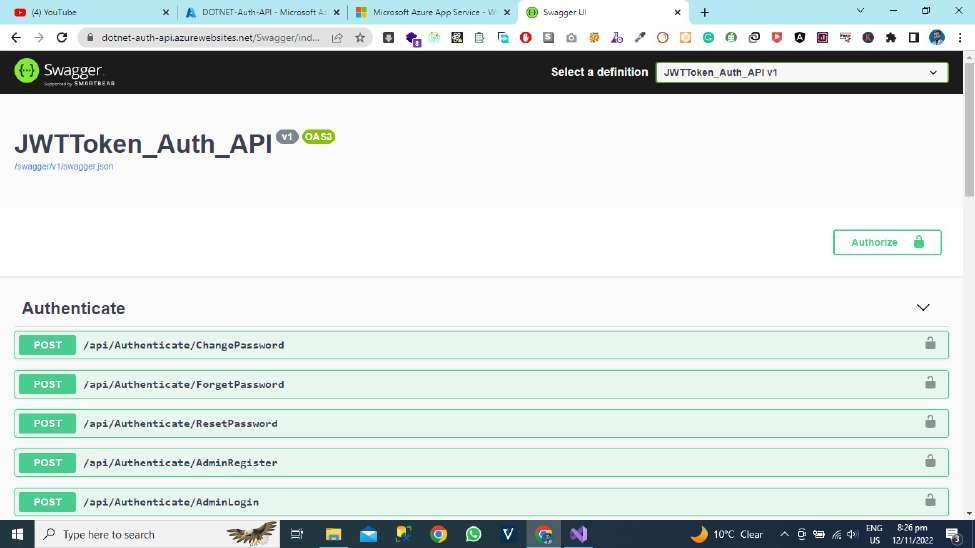 (4) YouTube
DOTNET-Auth-API - Microsoft Az
Microsoft Azure App Service - W
Swagger UI
dotnet-auth-api.azurewebsites.net/Swagger/ind...
Swagger.
Supported by SMARTBEAR
Select a definition
JWTToken_Auth_API v1
JWTToken_Auth_API v1 OAS3
/swagger/v1/swagger.json
Authorize
Authenticate
POST /api/Authenticate/ChangePassword
POST /api/Authenticate/ForgetPassword
POST /api/Authenticate/ResetPassword
POST /api/Authenticate/AdminRegister
POST /api/Authenticate/AdminLogin
Type here to search
10°C Clear
ENG
US
8:26 pm
12/11/2022
3